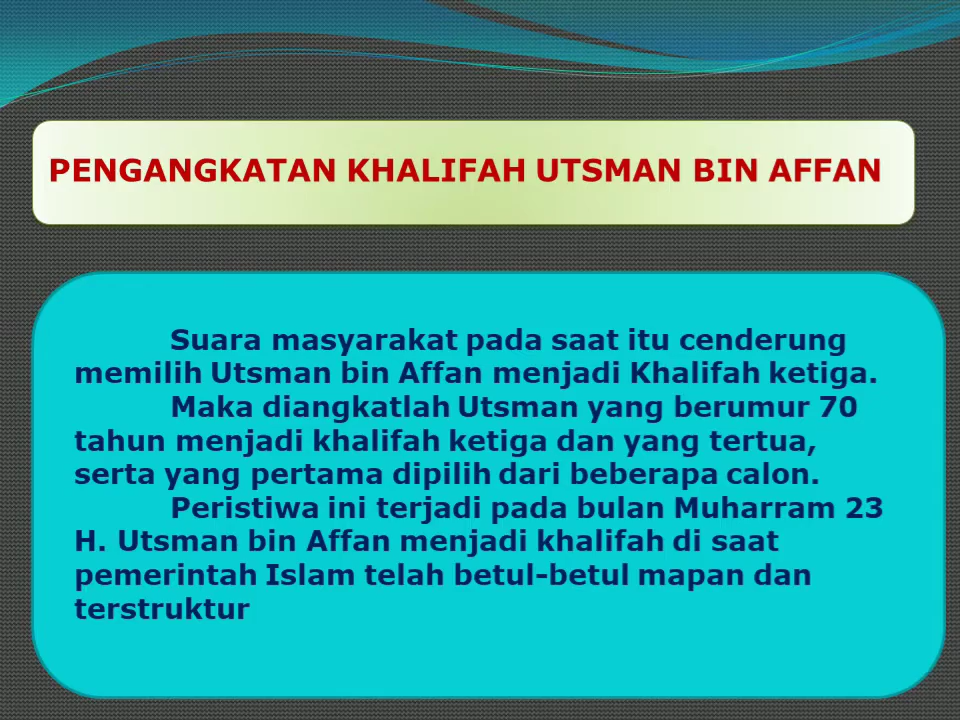 PENGANGKATAN KHALIFAH UTSMAN BIN AFFAN
Suara masyarakat pada saat itu cenderung
memilih Utsman bin Affan menjadi Khalifah ketiga.
Maka diangkatlah Utsman yang berumur 70
tahun menjadi khalifah ketiga dan yang tertua,
serta yang pertama dipilih dari beberapa calon.
Peristiwa ini terjadi pada bulan Muharram 23
H. Utsman bin Affan menjadi khalifah di saat
pemerintah Islam telah betul-betul mapan dan
terstruktur